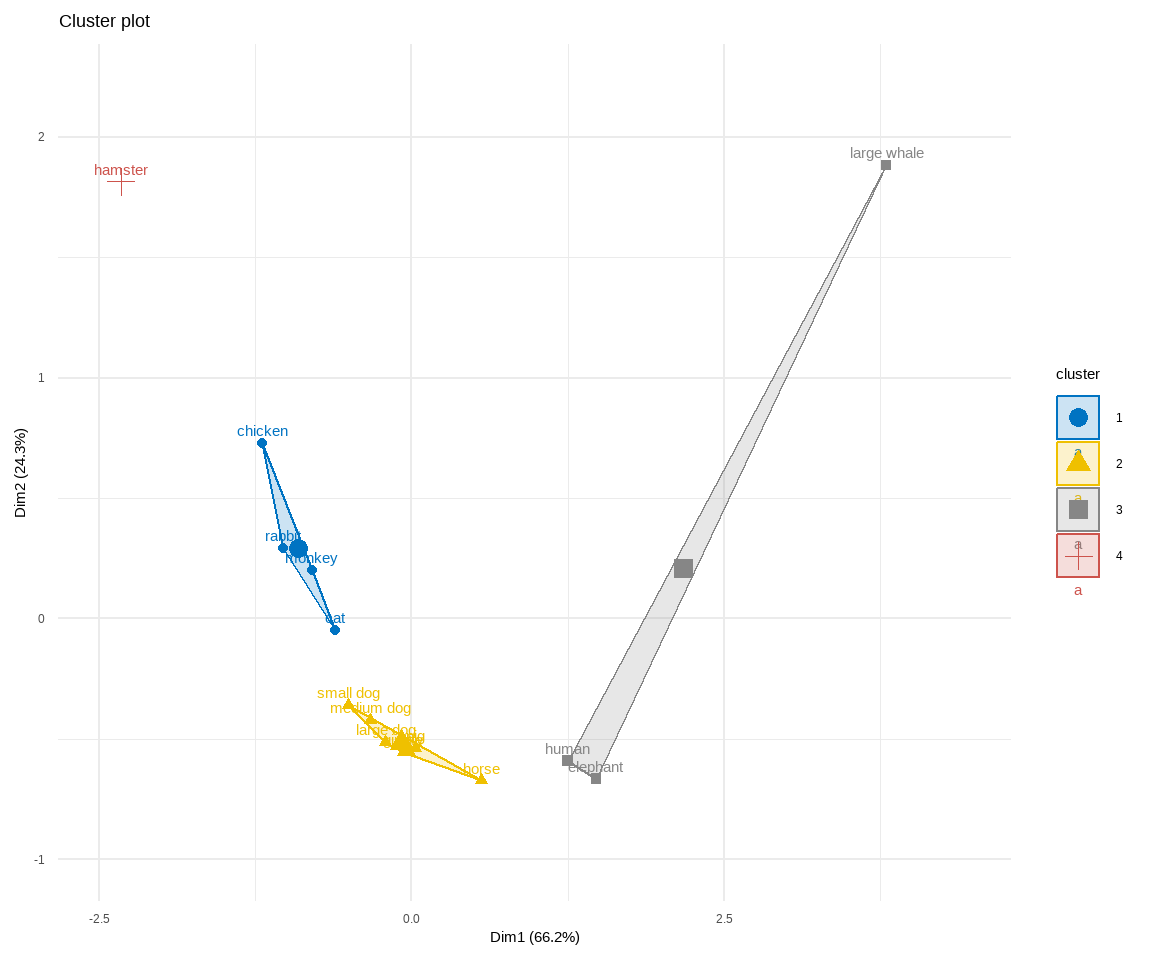 Cluster plot
2
hamster
large whale
1
cluster
chicken
1
a
2
a
rabbit
3
monkey
a
4
cat
0
a
small dog
medium dog
large dog
human
elephant
horse
-1
-2.5
0.0
2.5
Dim1 (66.2%)
Dim2 (24.3%)